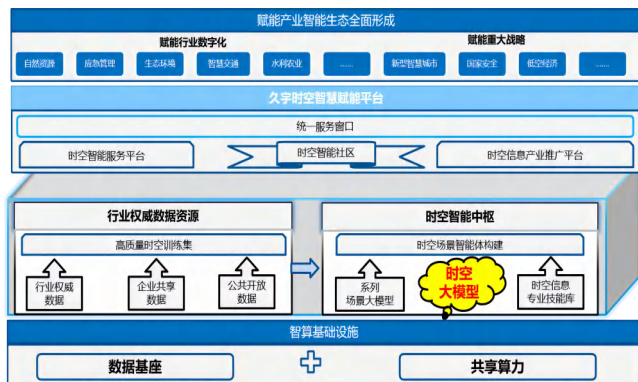 赋能产业智能生态全面形成
赋能行业数字化 赋能重大战略
自然资源 应急管理 生态环境 智慧交通 水利农业 …… 新型智慧城市 国家安全 低空经济 ……
久字时空智慧赋能平台
统一服务窗口
时空智能服务平台 时空智能社区 时空信息产业推广平台
行业权威数据资源 时空智能中枢
高质量时空训练集 时空场景智能体构建
行业权威
数据
企业共享
数据
公共开放
数据
系列
场景大模型
时空
大模型
时空信息
专业技能库
智算基础设施
数据基座 共享算力